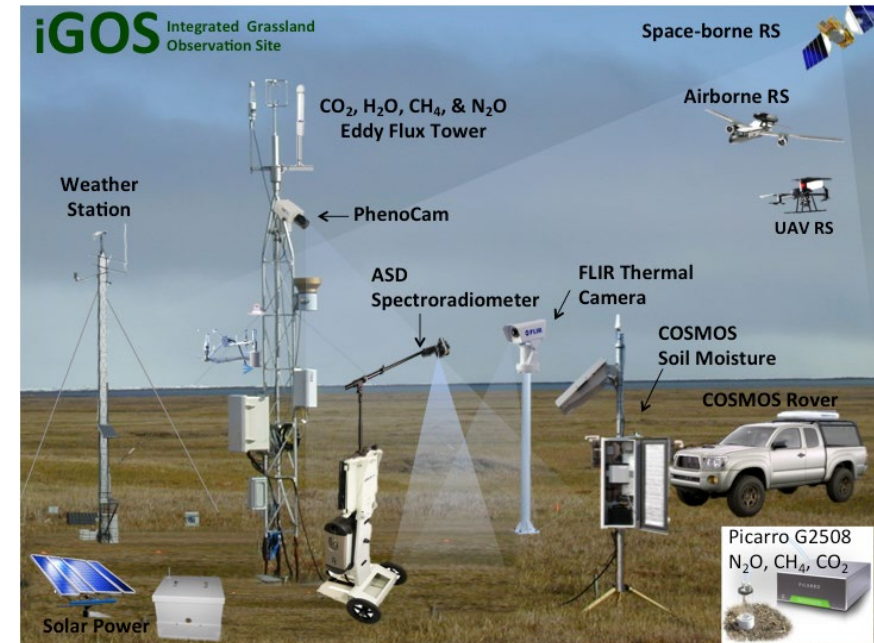 iGOS Integrated Grassland
Observation Site
Space-borne RS
CO₂, H₂O, CH₄, & N₂O
Eddy Flux Tower
Airborne RS
Weather
Station
PhenoCam
UAV RS
ASD
Spectroradiometer
FLIR Thermal
Camera
FLIR
COSMOS
Soil Moisture
COSMOS Rover
Picarro G2508
N₂O, CH₄, CO₂
PICARRO
Solar Power